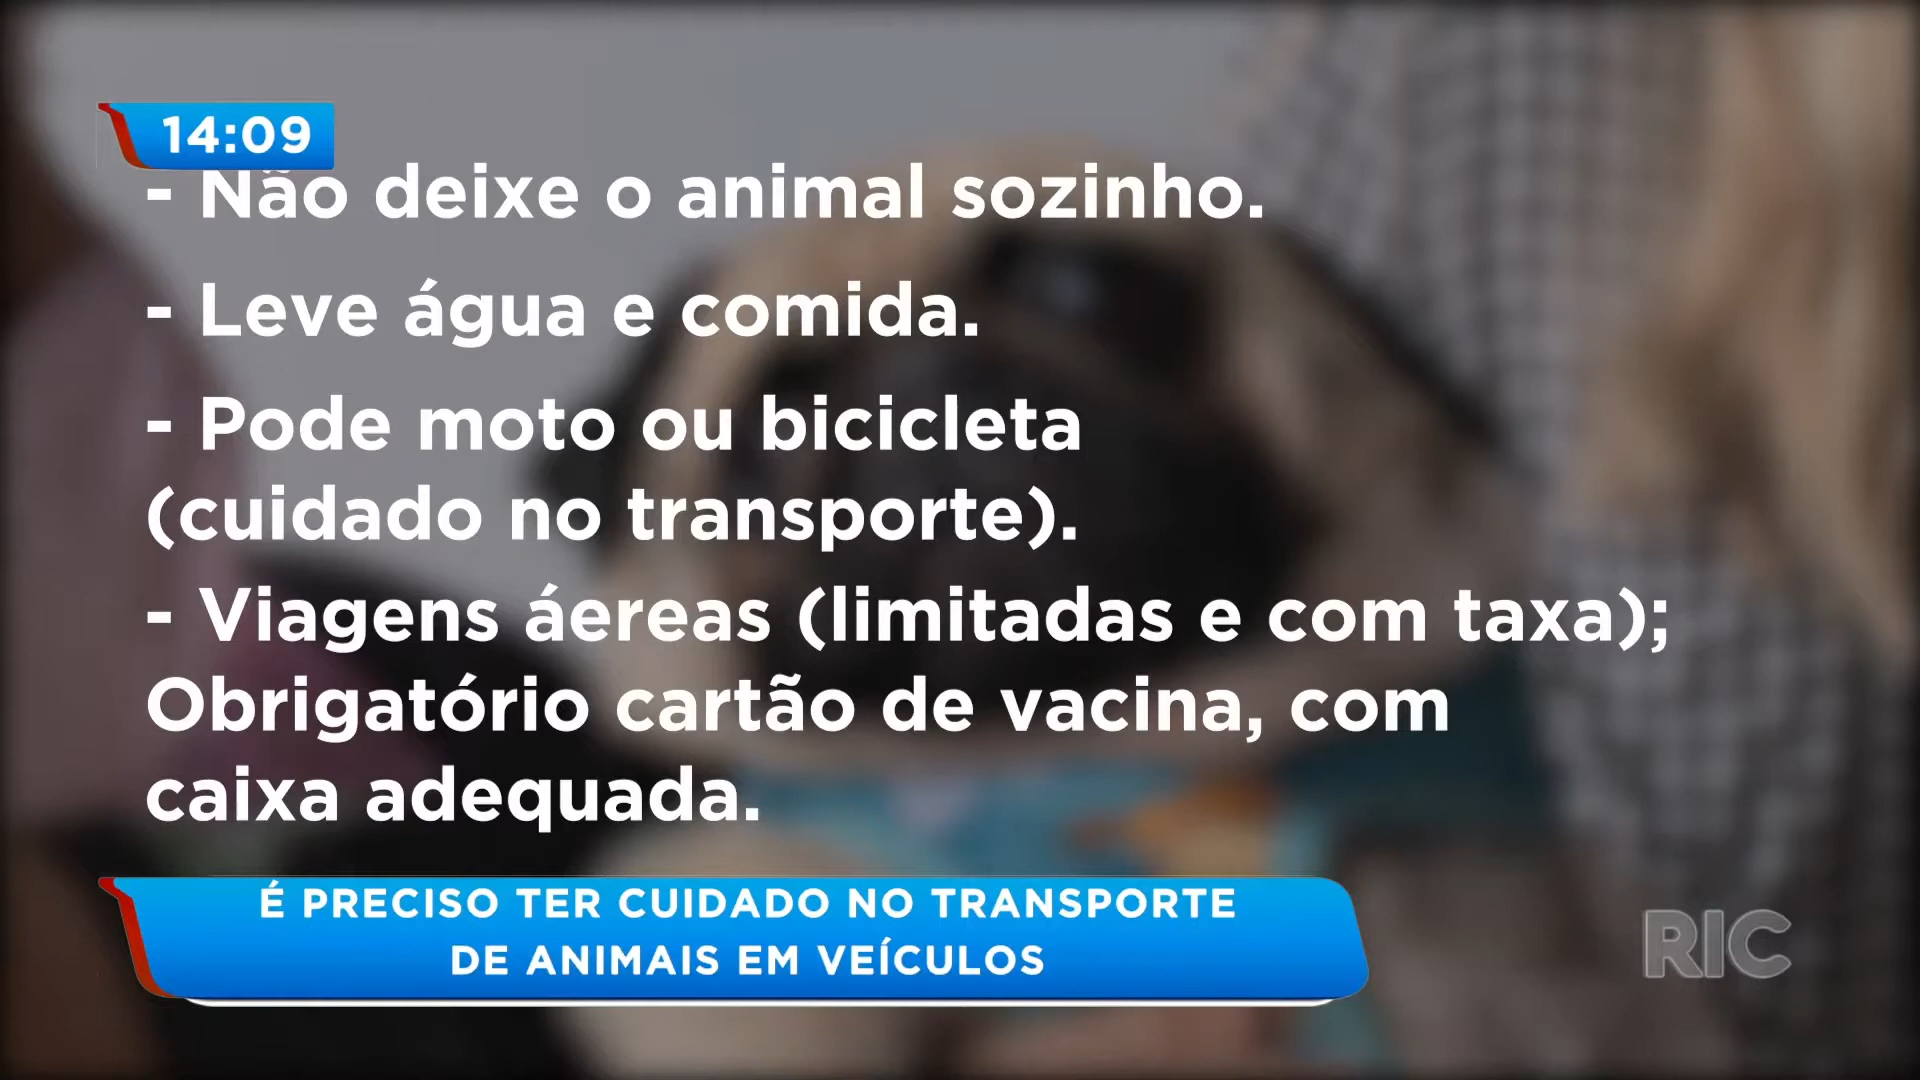 14:09
- Não deixe o animal sozinho.
- Leve água e comida.
- Pode moto ou bicicleta
(cuidado no transporte).
- Viagens áereas (limitadas e com taxa);
Obrigatório cartão de vacina, com
caixa adequada.
É PRECISO TER CUIDADO NO TRANSPORTE
DE ANIMAIS EM VEÍCULOS
RIC